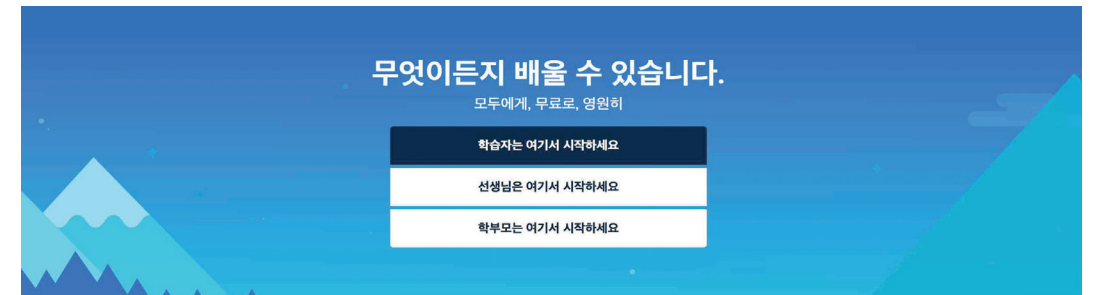 무엇이든지 배울 수 있습니다.
모두에게, 무료로, 영원히
학습자는 여기서 시작하세요
선생님은 여기서 시작하세요
학부모는 여기서 시작하세요